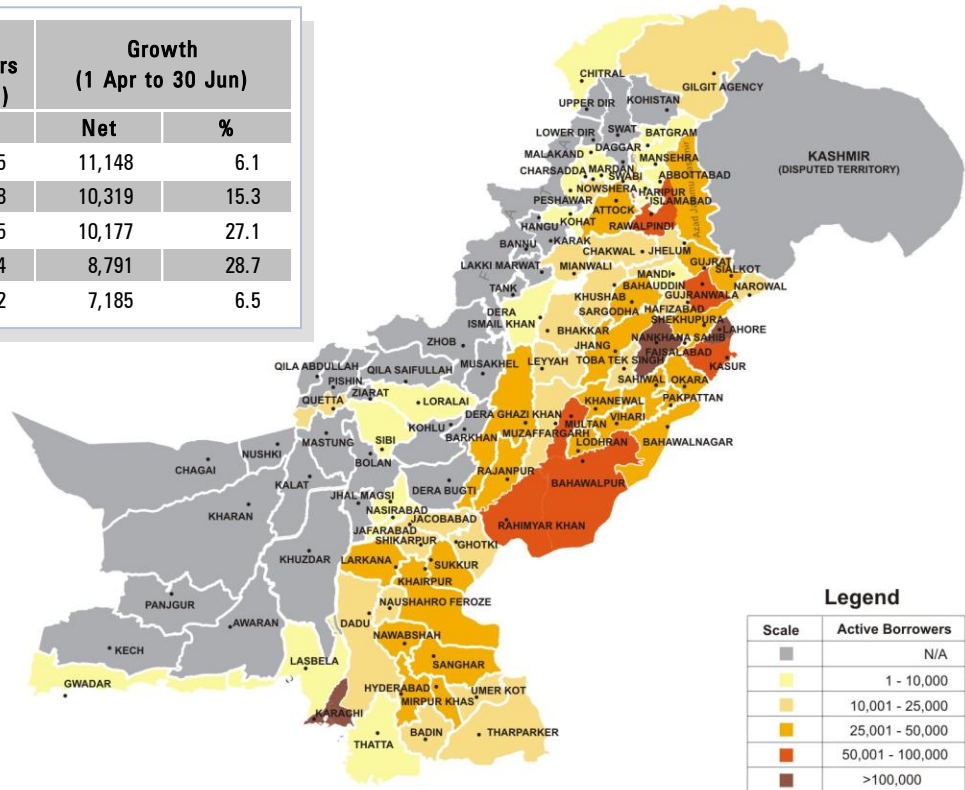 Growth
(1 Apr to 30 Jun)
rs
)
Net %
5 11,148 6.1
8 10,319 15.3
5 10,177 27.1
4 8,791 28.7
2 7,185 6.5
CHITRAL
GILGIT AGENCY
UPPER DIR
KOHISTAN
LOWER DIR
SWAT
BATGRAM
MALAKAND
DAGGAR
MANSEHRA
KASHMIR
(DISPUTED TERRITORY)
CHARSADDA
MARDAN
SWABI
ABBOTTABAD
NOWSHERA
HARIPUR
PESHAWAR
ISLAMABAD
ATTOCK
HANGU
KOHAT
RAWALPINDI
BANNU
KARAK
CHAKWAL
JHELUM
LAKKI MARWAT
MIANWALI
GUJRAT
SIALKOT
MANDI
BAHAUDDIN
TANK
NAROWAL
KHUSHAB
GUJRANWALA
DERA
ISMAIL KHAN
SARGODHA
HAFIZABAD
SHEKHUPURA
BHAKKAR
LAHORE
NANKHANA SAHIB
ZHOB
JHANG
FAISALABAD
LEYYAH
TOBA TEK SINGH
KASUR
MUSAKHEL
QILA ABDULLAH
QILA SAIFULLAH
SAHIWAL
OKARA
PISHIN
ZIARAT
QUETTA
LORALAI
KHANEWAL
PAKPATTAN
DERA GHAZI KHAN
VIHARI
KOHLU
MULTAN
MUZAFFARGARH
BARKHAN
MASTUNG
SIBI
LODHRAN
BAHAWALNAGAR
NUSHKI
BOLAN
CHAGAI
RAJANPUR
KALAT
DERA BUGTI
BAHAWALPUR
JHAL MAGSI
KHARAN
NASIRABAD
JACOBABAD
RAHIMYAR KHAN
JAFARABAD
SHIKARPUR
GHOTKI
KHUZDAR
LARKANA
SUKKUR
KHAIRPUR
PANJGUR
NAUSHAHRO FEROZE
AWARAN
DADU
NAWABSHAH
KECH
LASBELA
SANGHAR
GWADAR
HYDERABAD
UMER KOT
MIRPUR KHAS
KARACHI
BADIN
THARPARKER
THATTA
Azad Jammu
Legend
Scale Active Borrowers
N/A
1 - 10,000
10,001 - 25,000
25,001 - 50,000
50,001 - 100,000
>100,000